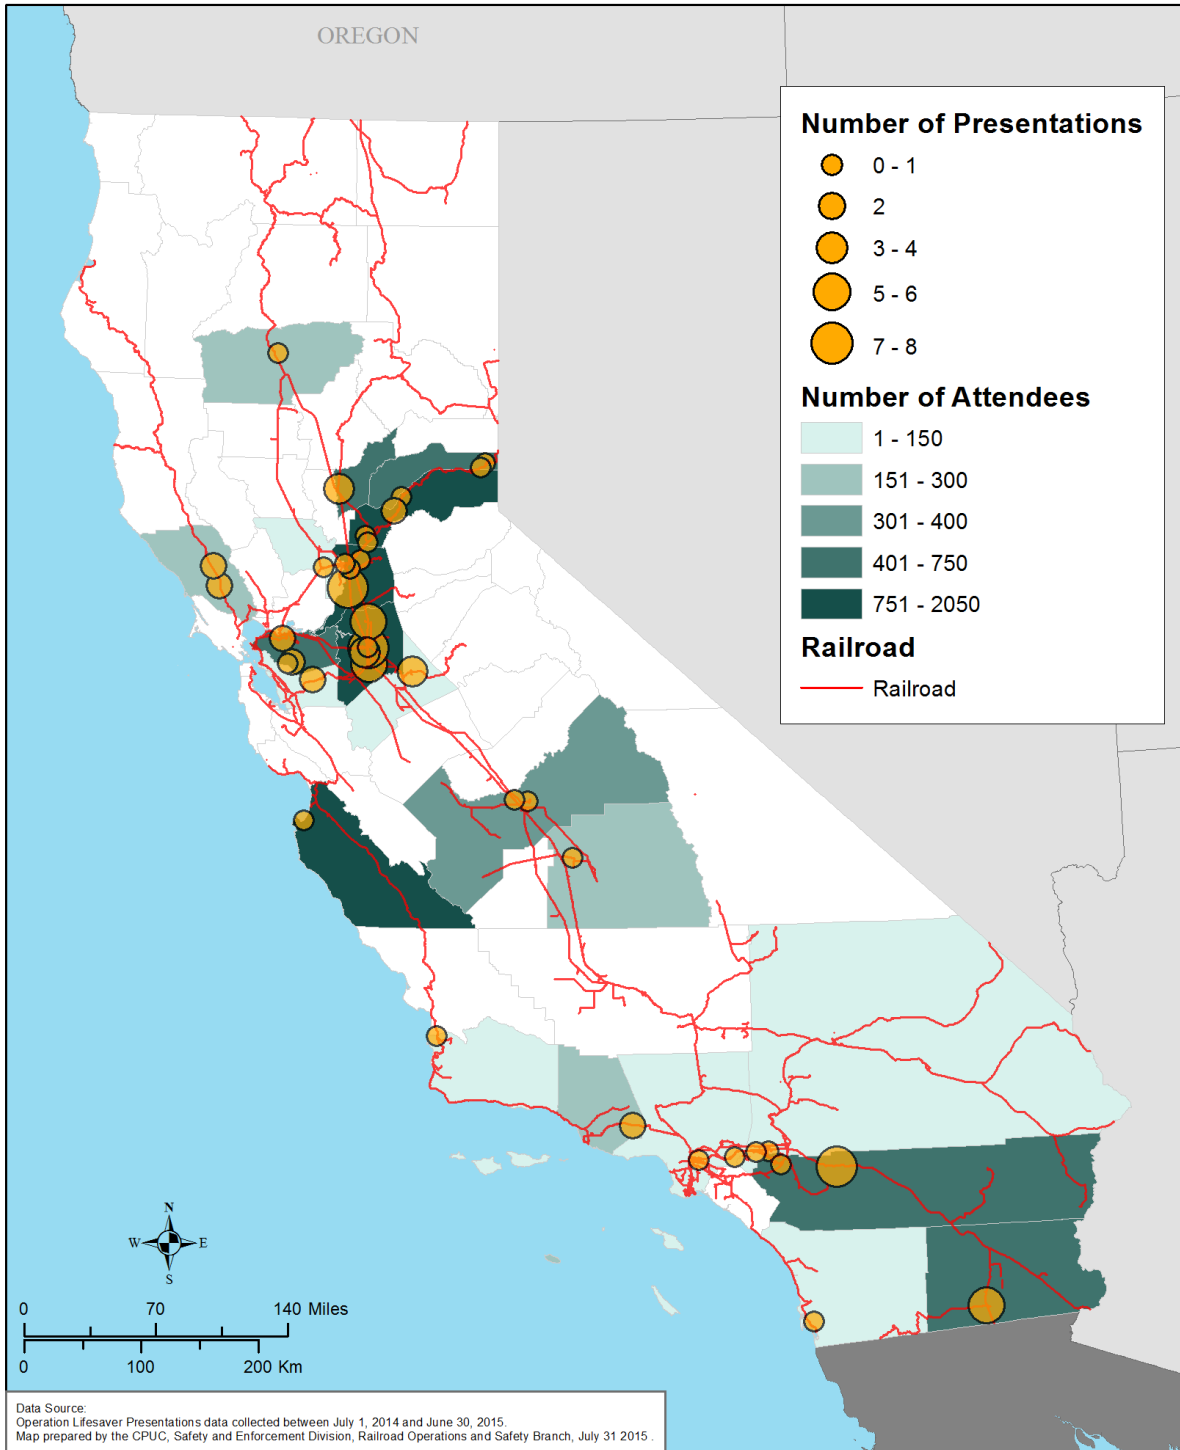 OREGON
Number of Presentations
0 - 1
2
3 - 4
5 - 6
7 - 8
Number of Attendees
1 - 150
151 - 300
301 - 400
401 - 750
751 - 2050
Railroad
Railroad
N
W E
S
0 70 140 Miles
0 100 200 Km
Data Source:
Operation Lifesaver Presentations data collected between July 1, 2014 and June 30, 2015.
Map prepared by the CPUC, Safety and Enforcement Division, Railroad Operations and Safety Branch, July 31 2015 .